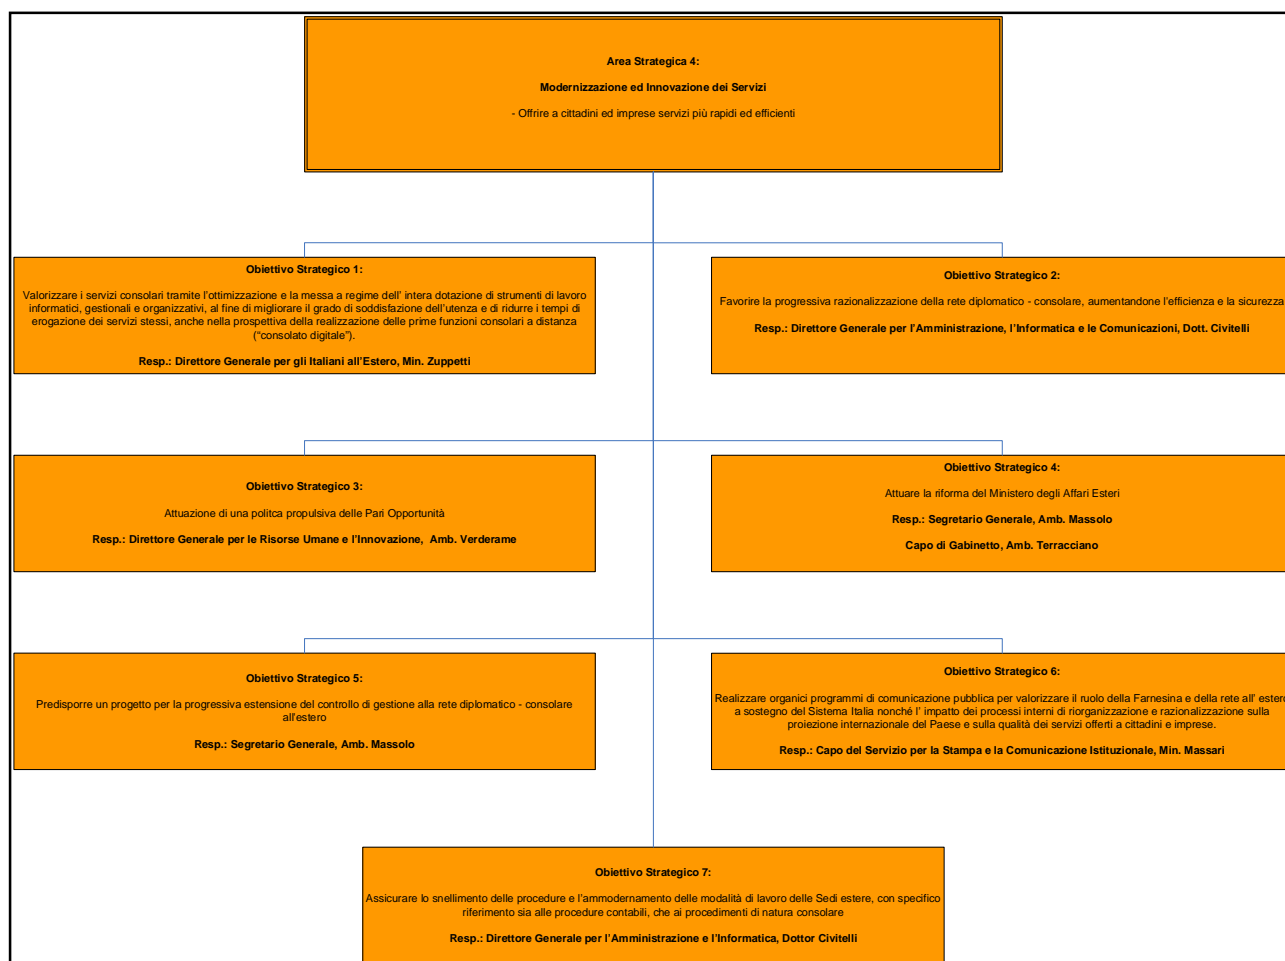 Area Strategica 4:
Modernizzazione ed Innovazione dei Servizi
- Offrire a cittadini ed imprese servizi più rapidi ed efficienti
Obiettivo Strategico 1:
Valorizzare i servizi consolari tramite l'ottimizzazione e la messa a regime dell' intera dotazione di strumenti di lavoro
informatici, gestionali e organizzativi, al fine di migliorare il grado di soddisfazione dell'utenza e di ridurre i tempi di
erogazione dei servizi stessi, anche nella prospettiva della realizzazione delle prime funzioni consolari a distanza
("consolato digitale").
Resp.: Direttore Generale per gli Italiani all'Estero, Min. Zuppetti
Obiettivo Strategico 2:
Favorire la progressiva razionalizzazione della rete diplomatico - consolare, aumentandone l'efficienza e la sicurezza
Resp.: Direttore Generale per l'Amministrazione, l'Informatica e le Comunicazioni, Dott. Civitelli
Obiettivo Strategico 3:
Attuazione di una politca propulsiva delle Pari Opportunità
Resp.: Direttore Generale per le Risorse Umane e l'Innovazione, Amb. Verderame
Obiettivo Strategico 4:
Attuare la riforma del Ministero degli Affari Esteri
Resp.: Segretario Generale, Amb. Massolo
Capo di Gabinetto, Amb. Terracciano
Obiettivo Strategico 5:
Predisporre un progetto per la progressiva estensione del controllo di gestione alla rete diplomatico - consolare
all'estero
Resp.: Segretario Generale, Amb. Massolo
Obiettivo Strategico 6:
Realizzare organici programmi di comunicazione pubblica per valorizzare il ruolo della Farnesina e della rete all' estero
a sostegno del Sistema Italia nonché l' impatto dei processi interni di riorganizzazione e razionalizzazione sulla
proiezione internazionale del Paese e sulla qualità dei servizi offerti a cittadini e imprese.
Resp.: Capo del Servizio per la Stampa e la Comunicazione Istituzionale, Min. Massari
Obiettivo Strategico 7:
Assicurare lo snellimento delle procedure e l'ammodernamento delle modalità di lavoro delle Sedi estere, con specifico
riferimento sia alle procedure contabili, che ai procedimenti di natura consolare
Resp.: Direttore Generale per l'Amministrazione e l'Informatica, Dottor Civitelli